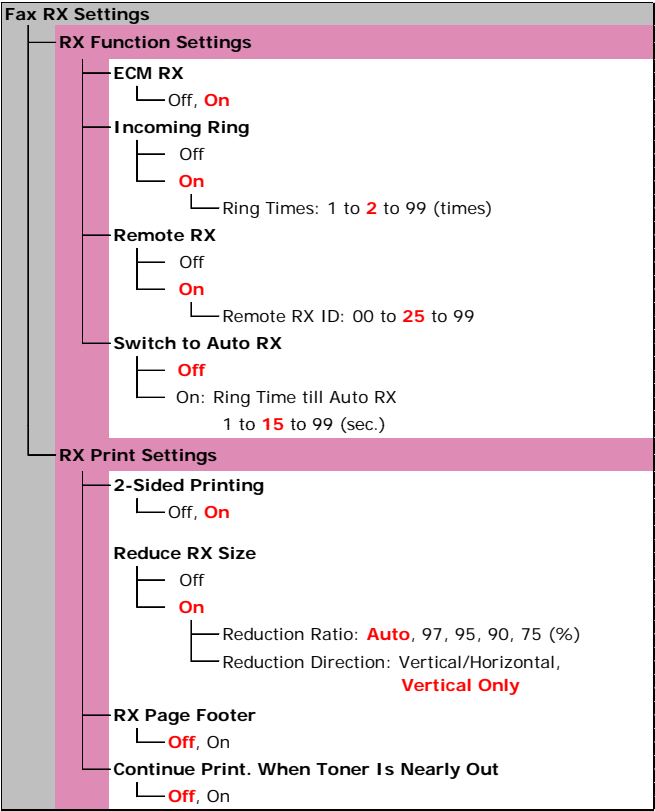 Fax RX Settings
RX Function Settings
ECM RX
Off, On
Incoming Ring
Off
On
Ring Times: 1 to 2 to 99 (times)
Remote RX
Off
On
Remote RX ID: 00 to 25 to 99
Switch to Auto RX
Off
On: Ring Time till Auto RX
1 to 15 to 99 (sec.)
RX Print Settings
2-Sided Printing
Off, On
Reduce RX Size
Off
On
Reduction Ratio: Auto, 97, 95, 90, 75 (%)
Reduction Direction: Vertical/Horizontal,
Vertical Only
RX Page Footer
Off, On
Continue Print. When Toner Is Nearly Out
Off, On